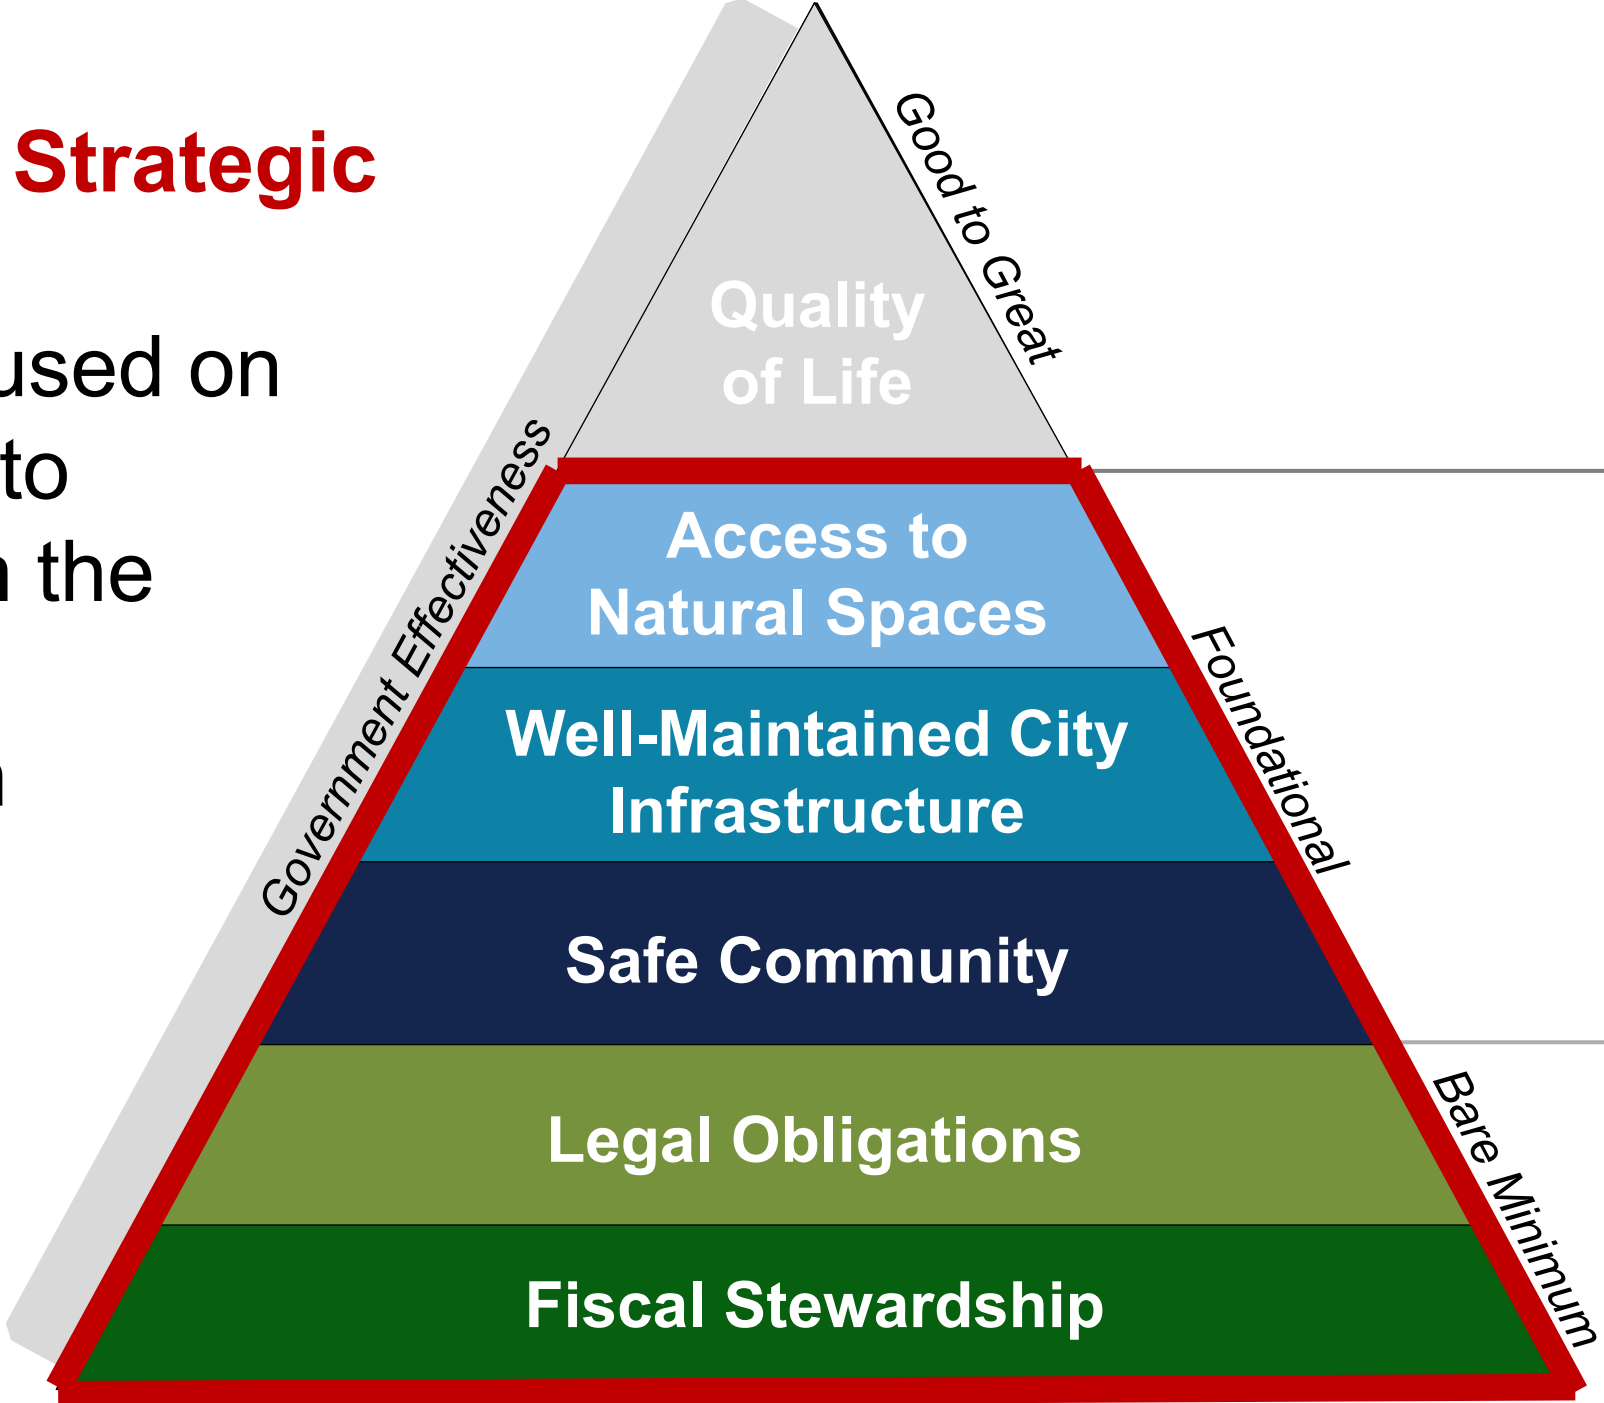 Strategic
used on
to
the
Good to Great
Quality
of Life
Government Effectiveness
Access to
Natural Spaces
Foundational
Well-Maintained City
Infrastructure
Safe Community
Bare Minimum
Legal Obligations
Fiscal Stewardship